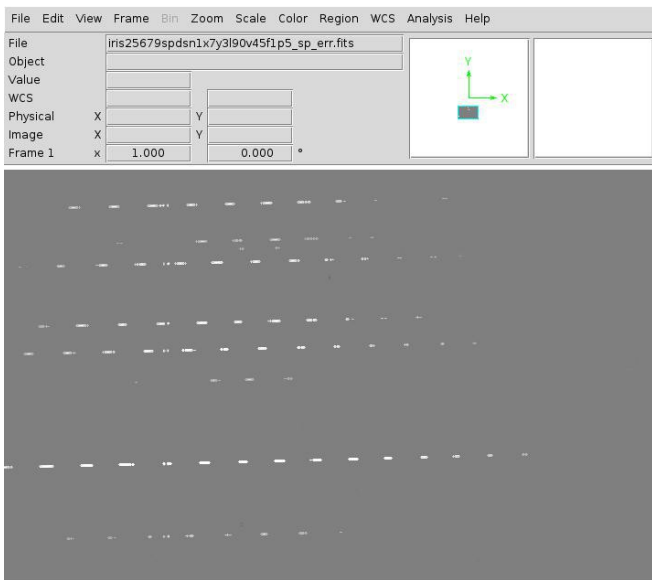 File Edit View Frame Bin Zoom Scale Color Region WCS Analysis Help
File iris25679spdsn1x7y3l90v45f1p5_sp_err.fits
Object
Value
WCS
Physical X Y
Image X Y
Frame 1 x 1.000 0.000 °
Y
X